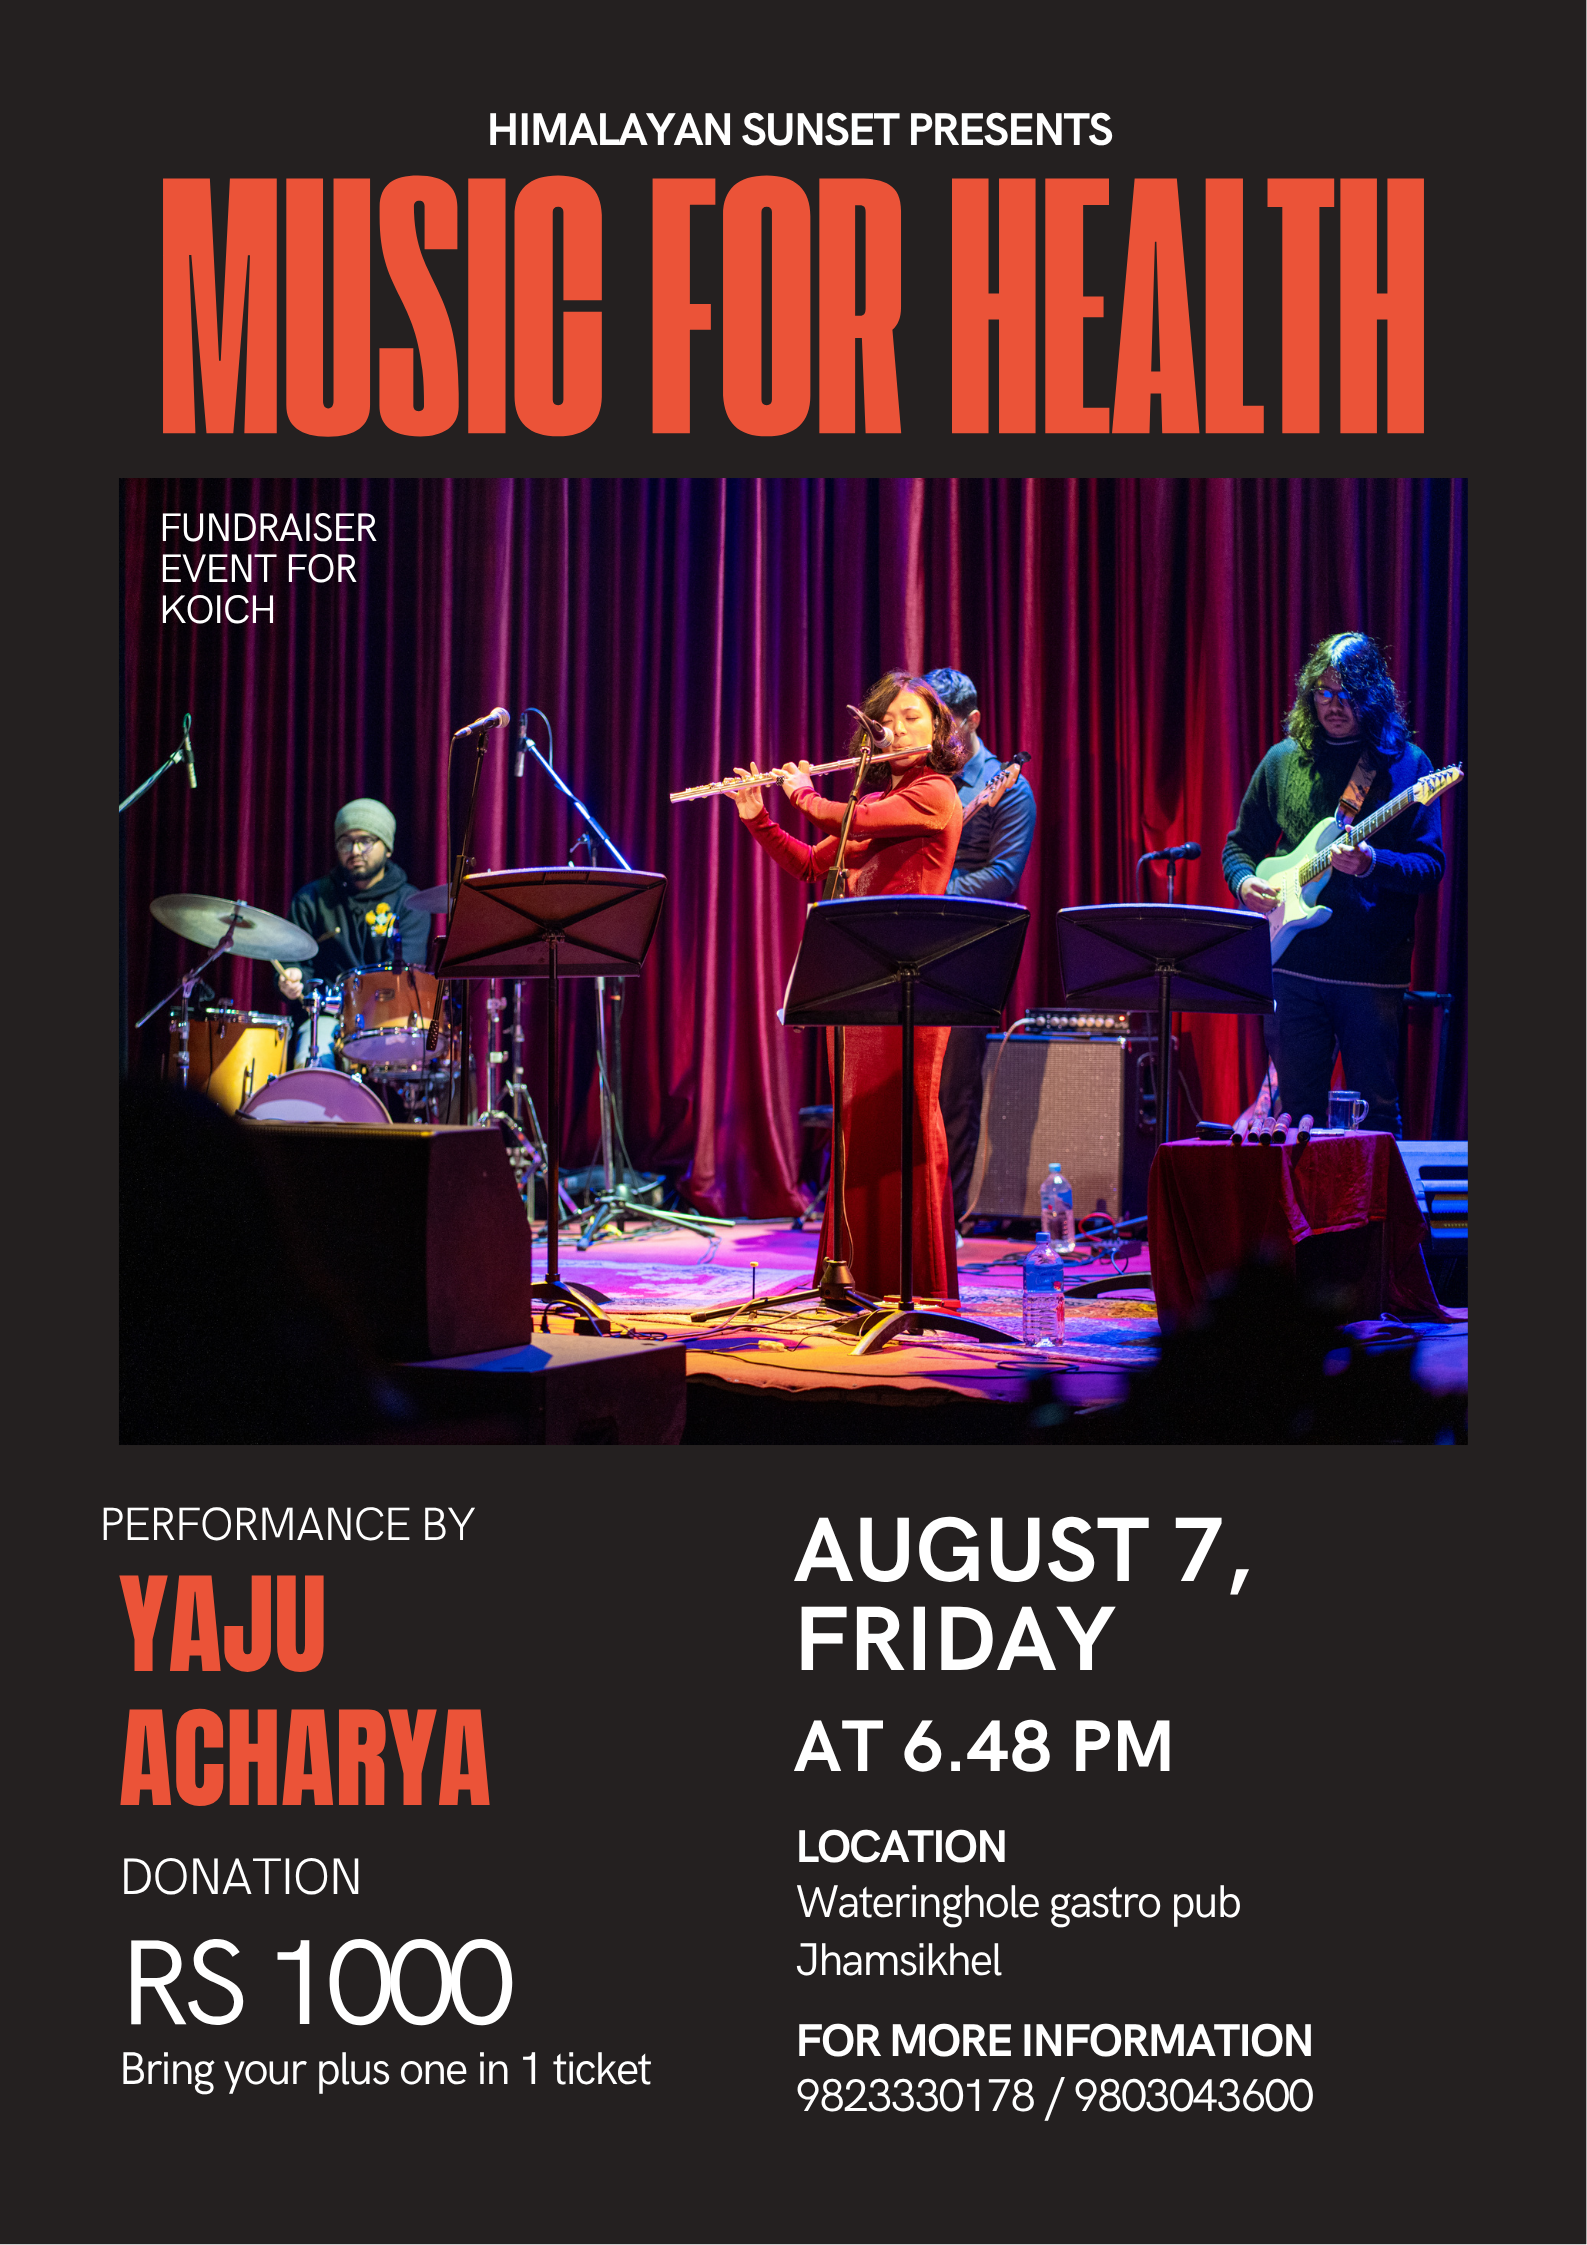 HIMALAYAN SUNSET PRESENTS
MUSIC FOR HEALTH
FUNDRAISER
EVENT FOR
KOICH
PERFORMANCE BY
YAJU
ACHARYA
DONATION
RS 1000
Bring your plus one in 1 ticket
AUGUST 7,
FRIDAY
AT 6.48 PM
LOCATION
Wateringhole gastro pub
Jhamsikhel
FOR MORE INFORMATION
9823330178 / 9803043600